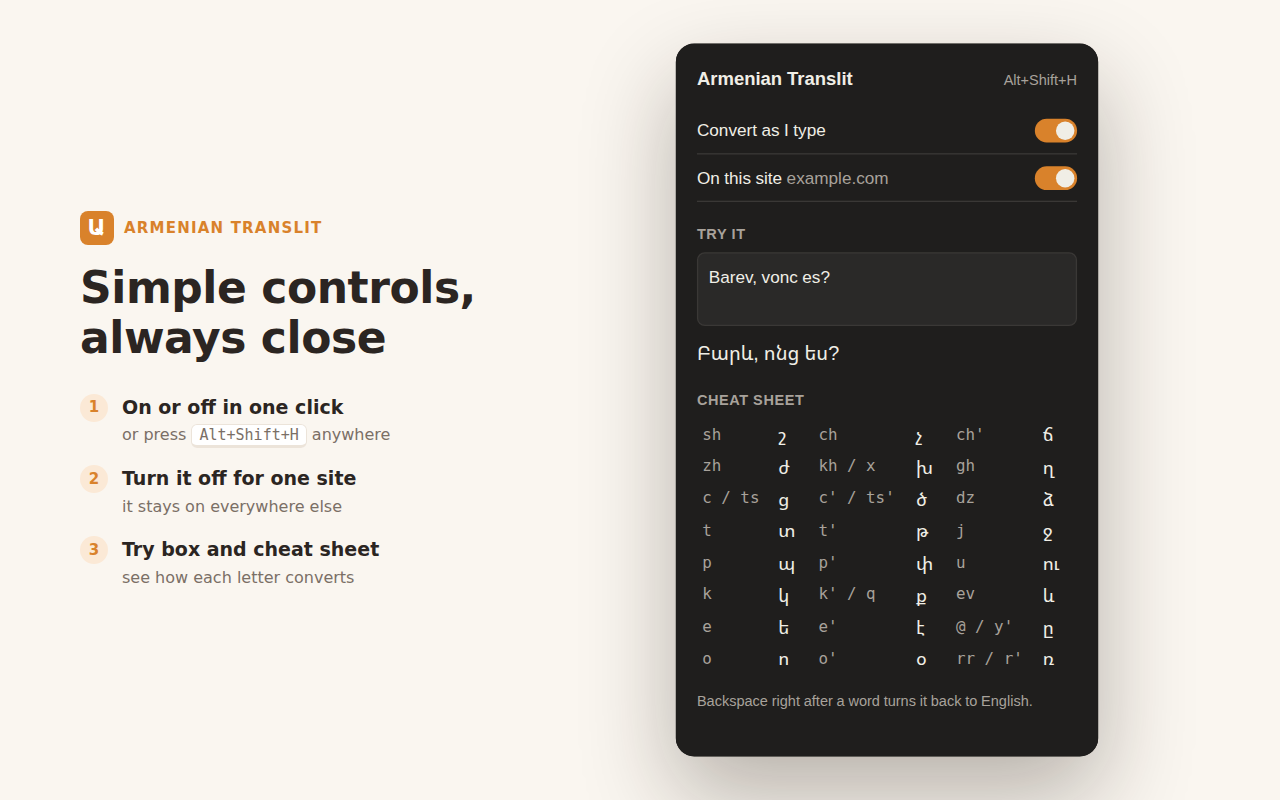 Ա ARMENIAN TRANSLIT
Simple controls,
always close
1 On or off in one click
or press Alt+Shift+H anywhere
2 Turn it off for one site
it stays on everywhere else
3 Try box and cheat sheet
see how each letter converts
Armenian Translit Alt+Shift+H
Convert as I type
On this site example.com
TRY IT
Barev, vonc es?
Բարև, ոնց ես?
CHEAT SHEET
sh շ ch չ ch' ճ
zh ժ kh / x խ gh ղ
c / ts ց c' / ts' ծ dz ձ
t տ t' թ j ջ
p պ p' փ u ու
k կ k' / q ք ev և
e ե e' է @ / y' ը
o ո o' օ rr / r' ռ
Backspace right after a word turns it back to English.